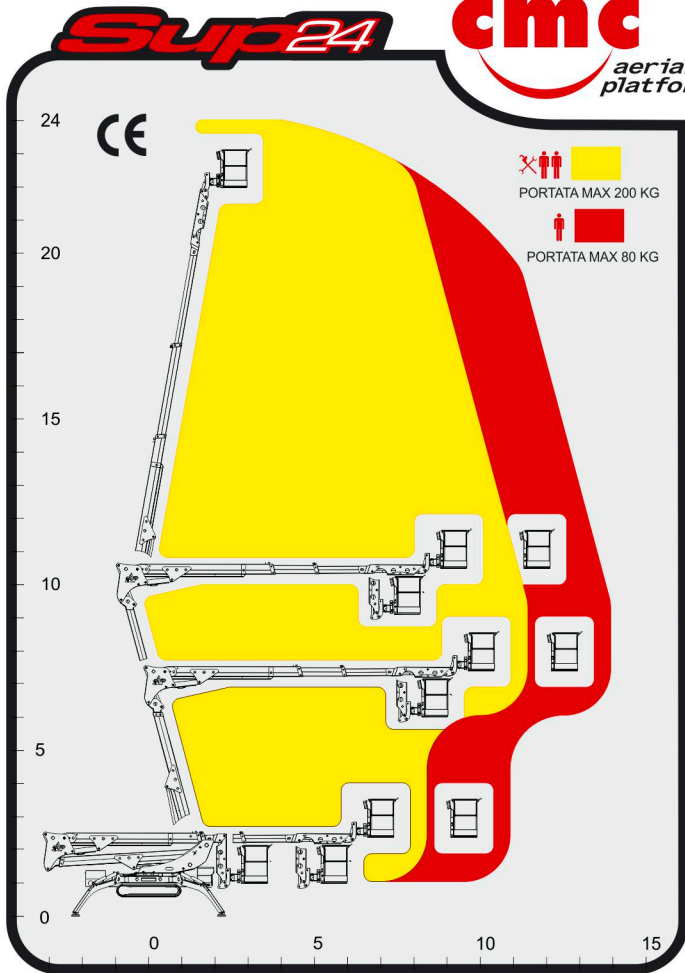 Sup24
cmc
aerial
platfo
CE
PORTATA MAX 200 KG
PORTATA MAX 80 KG
24
20
15
10
5
0
0 5 10 15